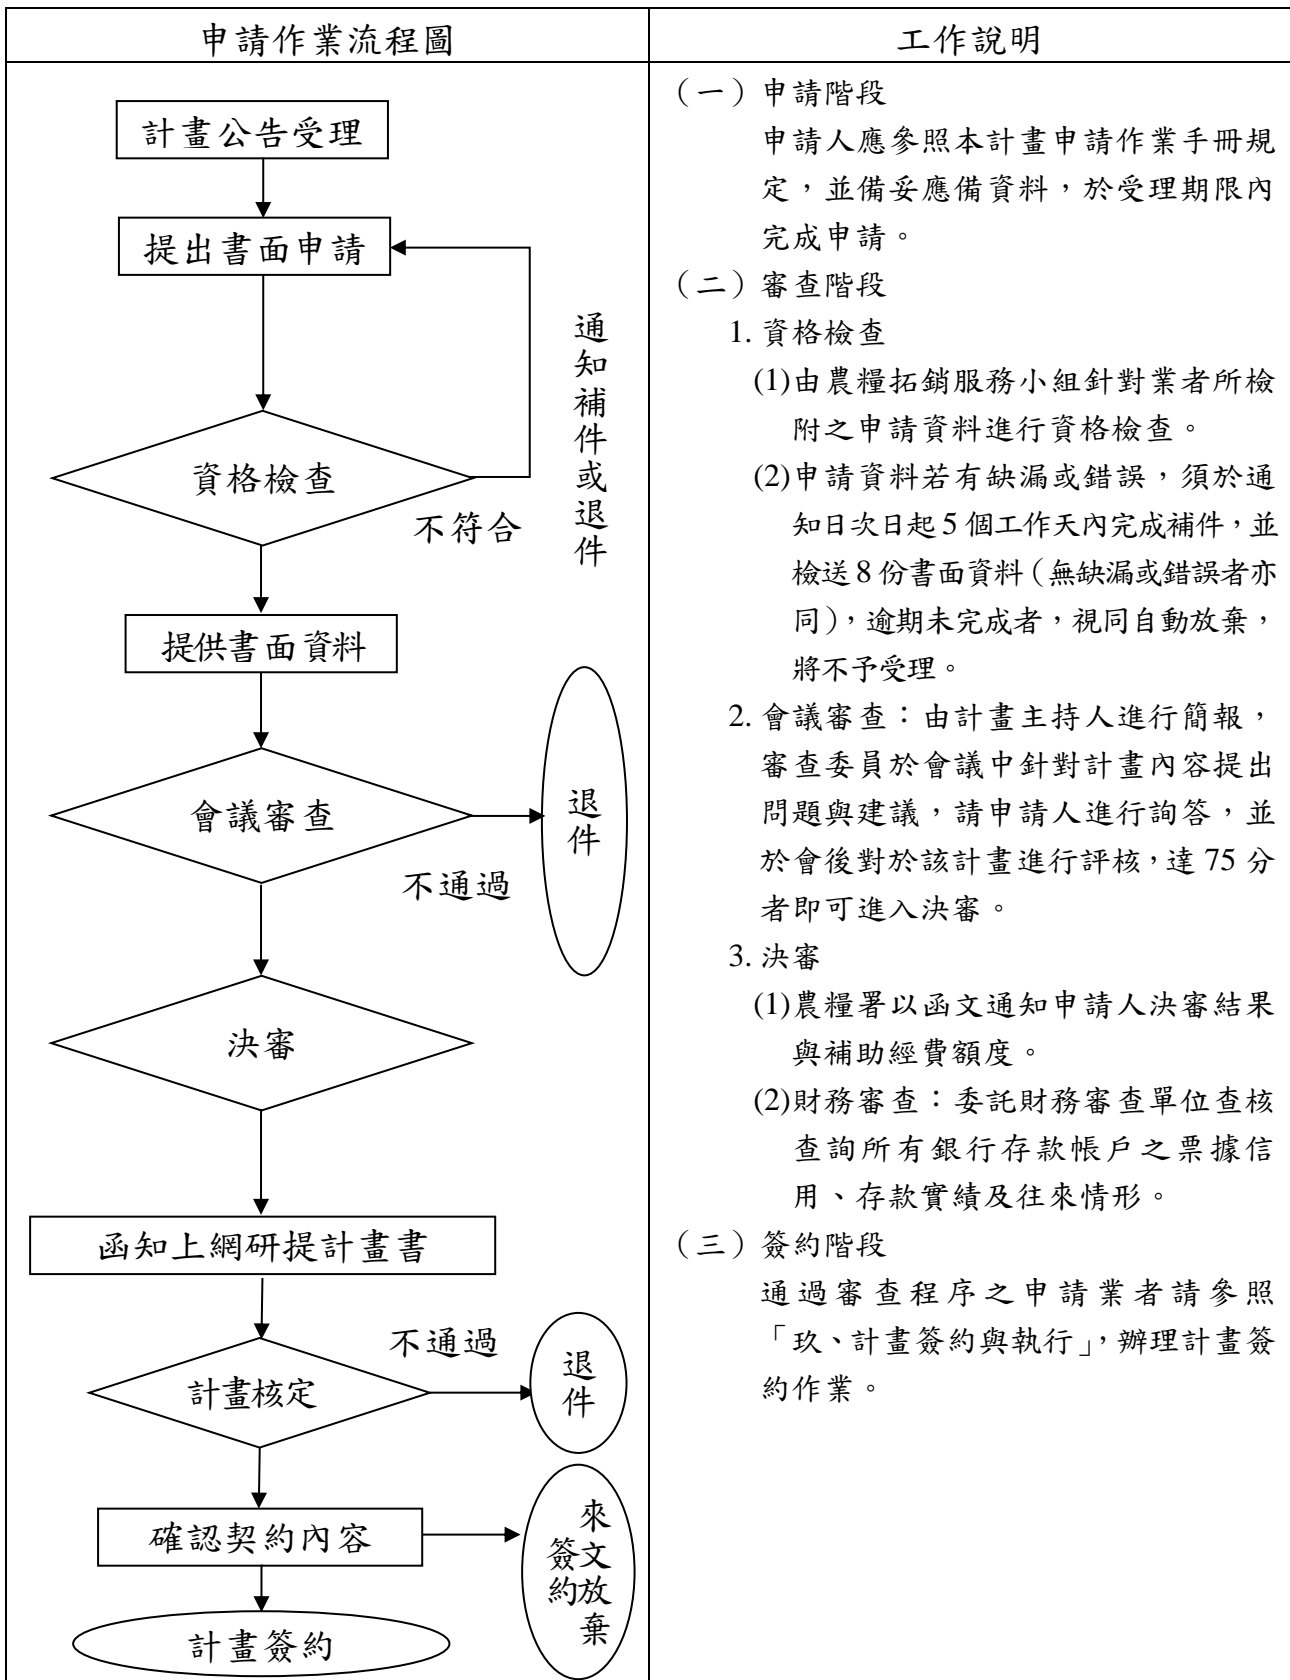 申請作業流程圖
計畫公告受理
提出書面申請
通知補件或退件
資格檢查
不符合
提供書面資料
會議審查
不通過
退件
決審
函知上網研提計畫書
不通過
計畫核定
退件
確認契約內容
來文放棄
簽約
計畫簽約
工作說明
（一）申請階段
申請人應參照本計畫申請作業手冊規
定，並備妥應備資料，於受理期限內
完成申請。
（二）審查階段
1. 資格檢查
(1)由農糧拓銷服務小組針對業者所檢
附之申請資料進行資格檢查。
(2)申請資料若有缺漏或錯誤，須於通
知日次日起 5 個工作天內完成補件，並
檢送 8 份書面資料（無缺漏或錯誤者亦
同），逾期未完成者，視同自動放棄，
將不予受理。
2. 會議審查：由計畫主持人進行簡報，
審查委員於會議中針對計畫內容提出
問題與建議，請申請人進行詢答，並
於會後對於該計畫進行評核，達 75 分
者即可進入決審。
3. 決審
(1)農糧署以函文通知申請人決審結果
與補助經費額度。
(2)財務審查：委託財務審查單位查核
查詢所有銀行存款帳戶之票據信
用、存款實績及往來情形。
（三）簽約階段
通過審查程序之申請業者請參照
「玖、計畫簽約與執行」，辦理計畫簽
約作業。